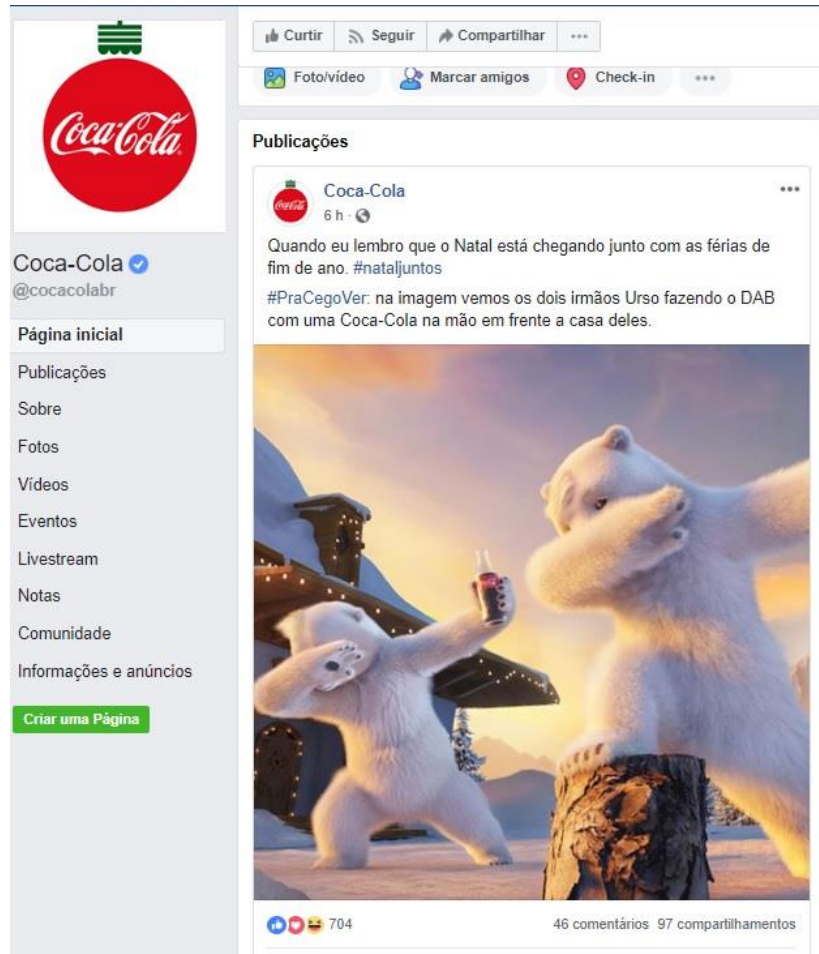 Coca-Cola
Coca-Cola
@cocacolabr
Página inicial
Publicações
Sobre
Fotos
Vídeos
Eventos
Livestream
Notas
Comunidade
Informações e anúncios
Criar uma Página
Curtir
Seguir
Compartilhar
Foto/vídeo
Marcar amigos
Check-in
Publicações
Coca-Cola
Coca-Cola
6 h
Quando eu lembro que o Natal está chegando junto com as férias de
fim de ano. #nataljuntos
#PraCegoVer: na imagem vemos os dois irmãos Urso fazendo o DAB
com uma Coca-Cola na mão em frente a casa deles.
704
46 comentários 97 compartilhamentos